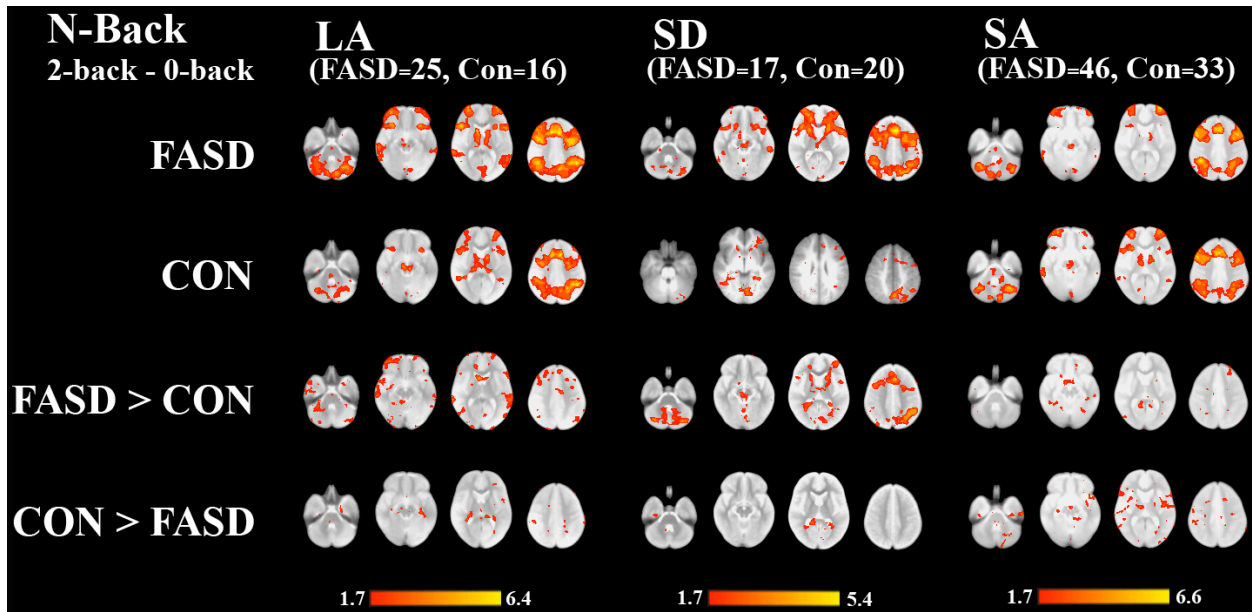 N-Back
2-back - 0-back
LA
(FASD=25, Con=16)
SD
(FASD=17, Con=20)
SA
(FASD=46, Con=33)
FASD
CON
FASD > CON
CON > FASD
1.7 6.4
1.7 5.4
1.7 6.6